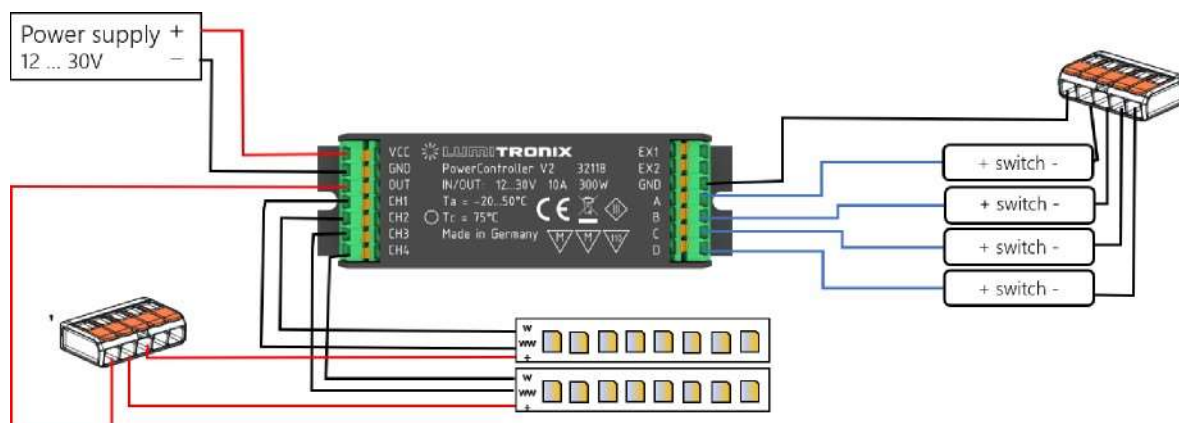 Power supply +
12 ... 30V −
LUMITRONIX
PowerController V2 32118
IN/OUT: 12...30V 10A 300W
Ta = -20...50°C
Tc = 75°C
Made in Germany
CE
M
M
110
VCC
GND
OUT
CH1
CH2
CH3
CH4
EX1
EX2
GND
A
B
C
D
+ switch -
+ switch -
+ switch -
+ switch -
W
WW
+
W
WW
+